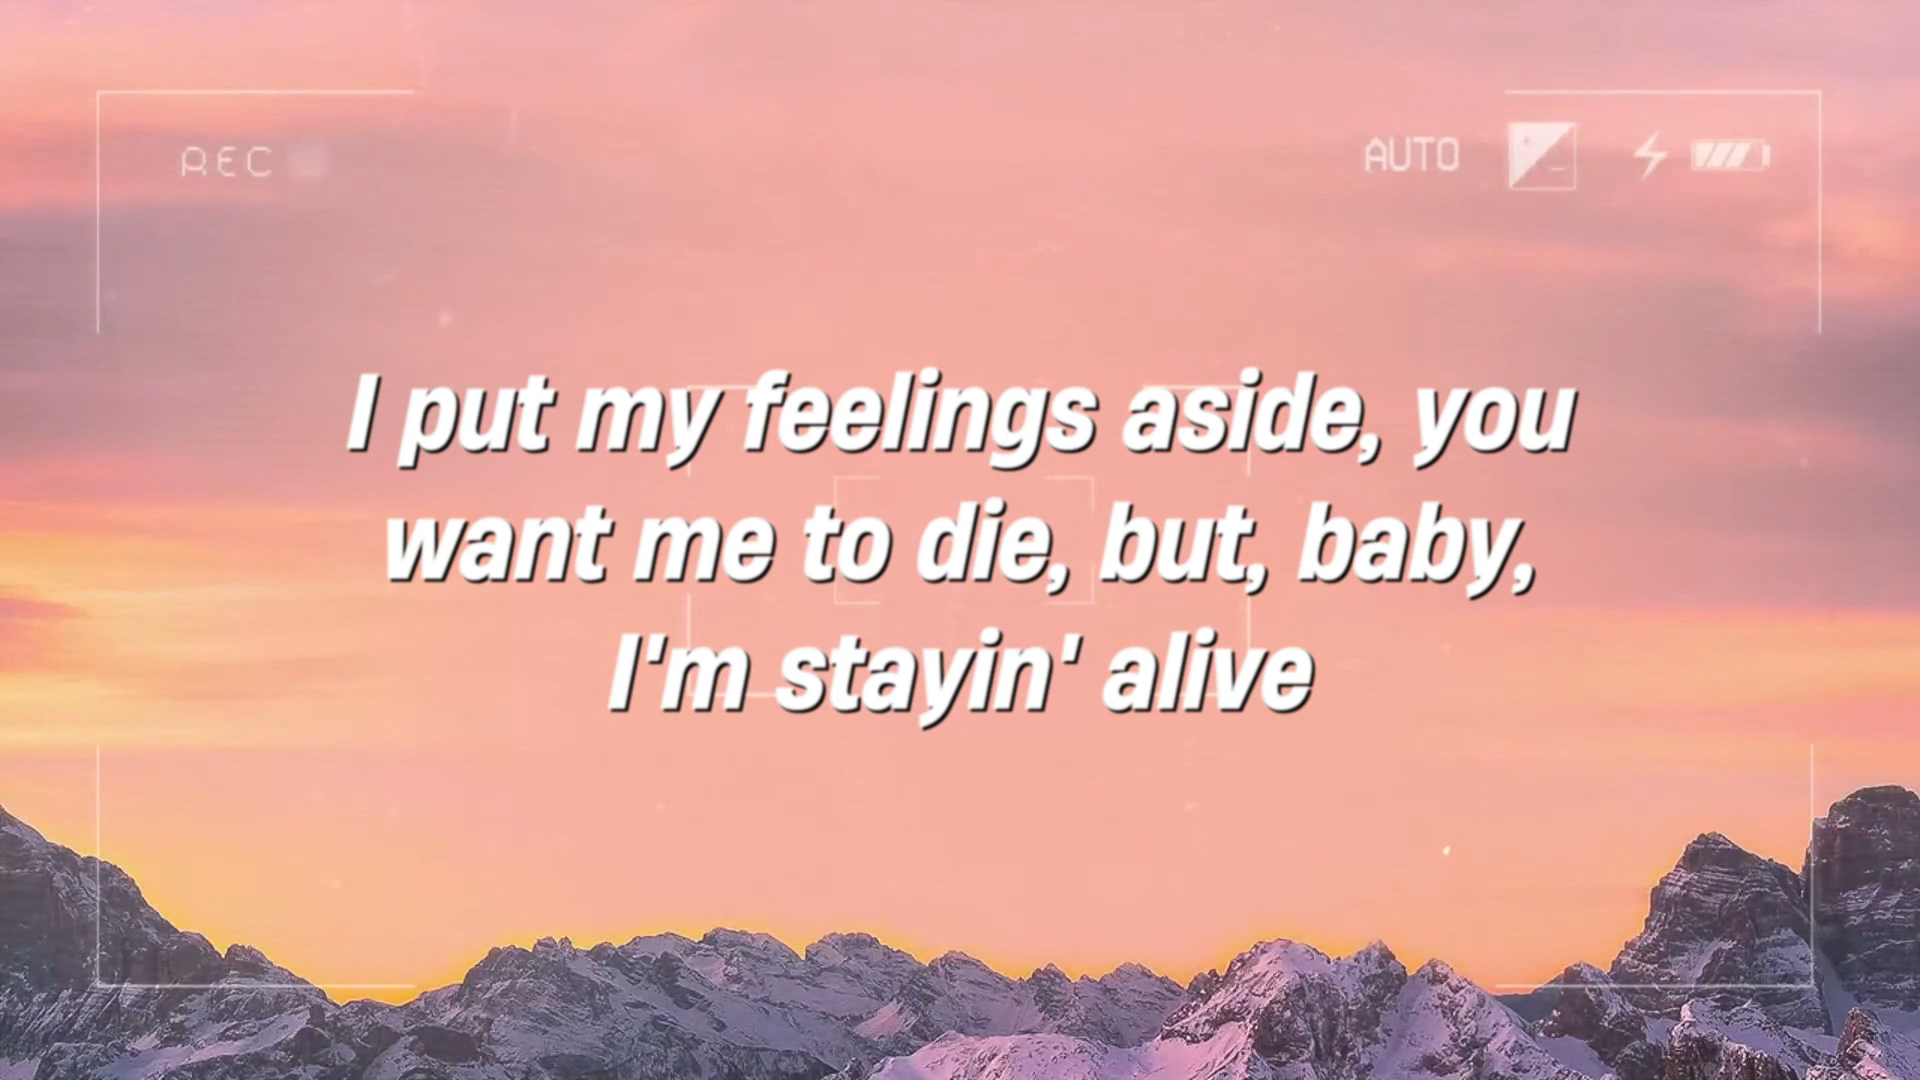 REC
AUTO
I put my feelings aside, you
want me to die, but, baby,
I'm stayin' alive